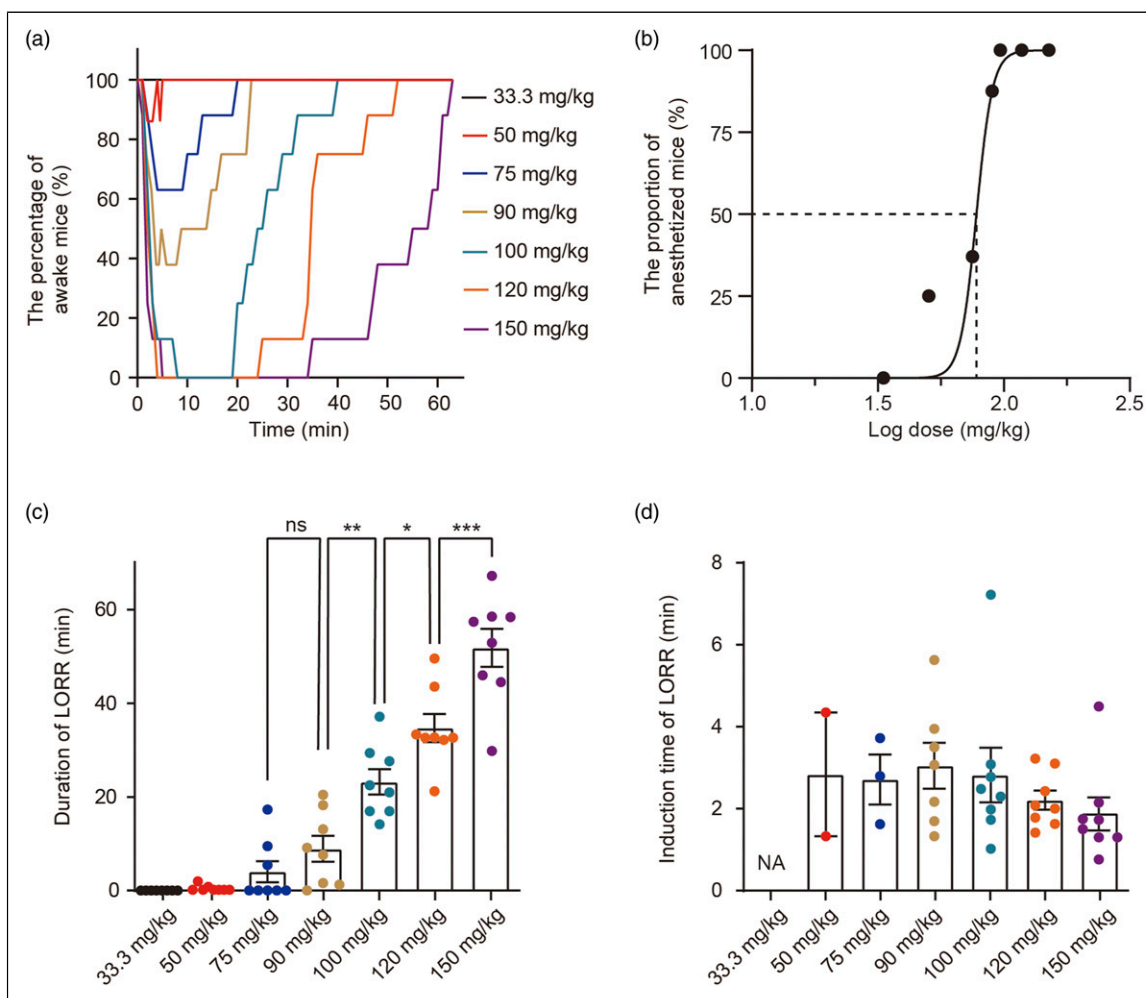 (a)
The percentage of
awake mice (%)
100
80
60
40
20
0
0 10 20 30 40 50 60
Time (min)
33.3 mg/kg
50 mg/kg
75 mg/kg
90 mg/kg
100 mg/kg
120 mg/kg
150 mg/kg
(b)
The proportion of
anesthetized mice (%)
100
75
50
25
0
1.0 1.5 2.0 2.5
Log dose (mg/kg)
(c)
ns ** * ***
Duration of LORR (min)
60
40
20
0
33.3 mg/kg
50 mg/kg
75 mg/kg
90 mg/kg
100 mg/kg
120 mg/kg
150 mg/kg
(d)
Induction time of LORR (min)
8
6
4
2
0
NA
33.3 mg/kg
50 mg/kg
75 mg/kg
90 mg/kg
100 mg/kg
120 mg/kg
150 mg/kg